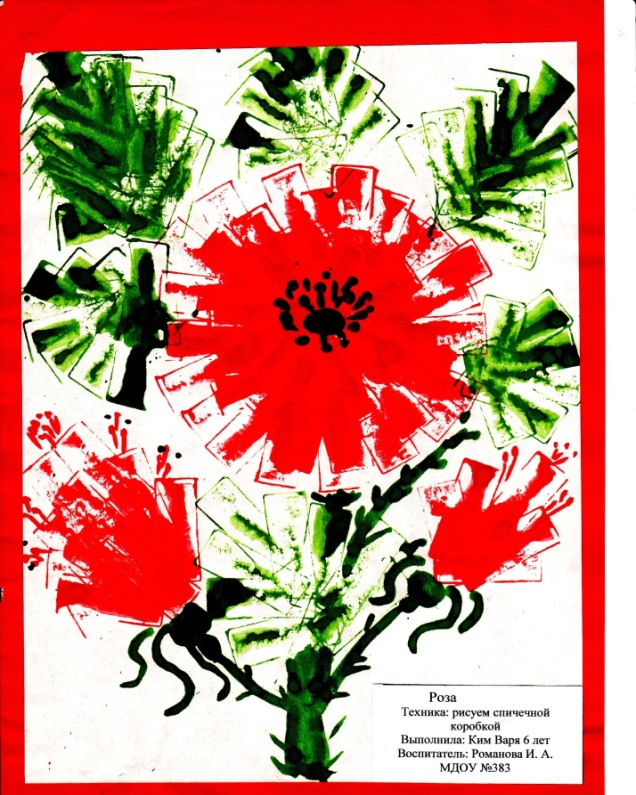 Роза
Техника: рисуем спичечной
коробкой
Выполнила: Ким Варя 6 лет
Воспитатель: Романова И. А.
МДОУ №383